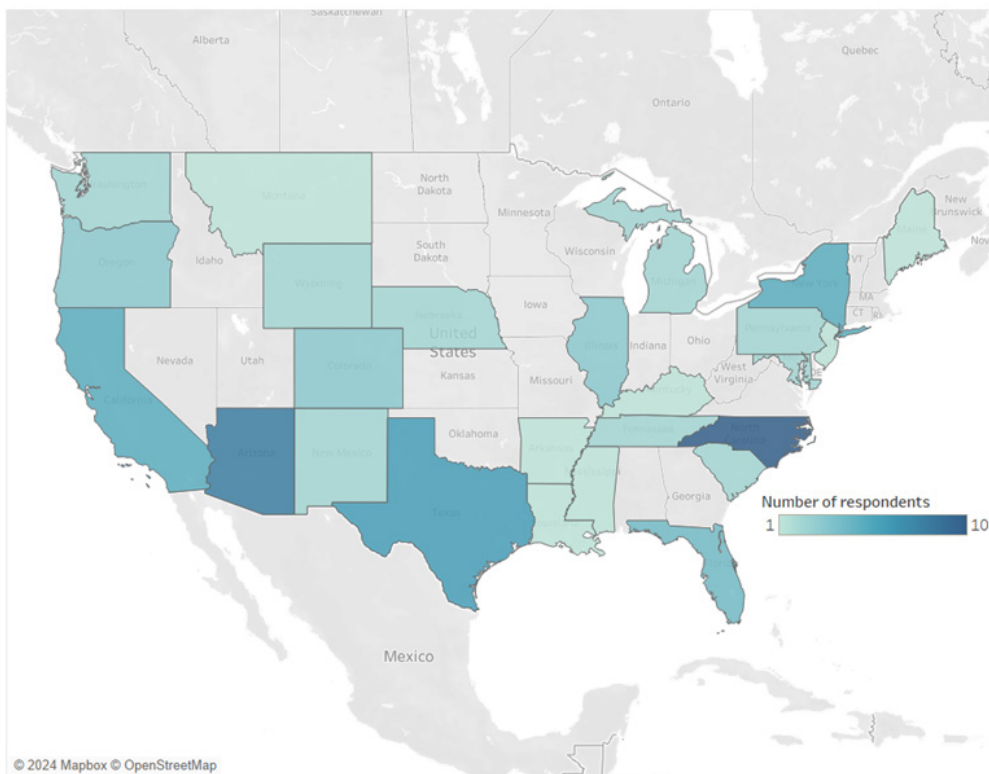 Saskatchewan
Alberta
Quebec
Ontario
Washington
Montana
North
Dakota
Minnesota
New
Brunswick
Maine
Nov
Oregon
Idaho
South
Dakota
Wisconsin
Michigan
VT
New York
Wyoming
MA
CT
RI
Iowa
Nebraska
Pennsylvania
United
States
Nevada
Utah
Colorado
Kansas
Missouri
Illinois
Indiana
Ohio
West
Virginia
DE
California
Kentucky
Arizona
New Mexico
Oklahoma
Arkansas
Tennessee
North
Carolina
Mississippi
Georgia
Texas
Number of respondents
1
10
Mexico
© 2024 Mapbox © OpenStreetMap